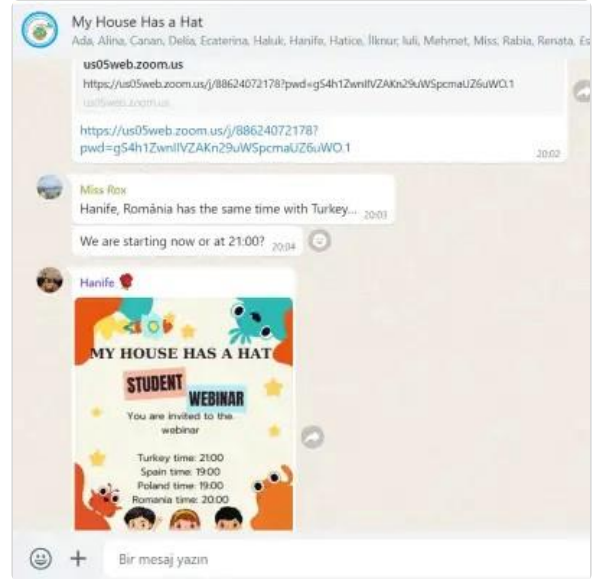 My House Has a Hat
Ada, Alina, Canan, Delia, Ecaterina, Haluk, Hanife, Hatice, İlknur, Iuli, Mehmet, Miss, Rabia, Renata, Es
us05web.zoom.us
https://us05web.zoom.us/j/88624072178?pwd=gS4h1ZwnIlVZAKn29uWSpcmaUZ6uWO.1
us05web.zoom.us
https://us05web.zoom.us/j/88624072178?
pwd=gS4h1ZwnIlVZAKn29uWSpcmaUZ6uWO.1
20:02
Miss Rox
Hanife, România has the same time with Turkey... 20:03
We are starting now or at 21:00? 20:04
Hanife
MY HOUSE HAS A HAT
STUDENT
WEBINAR
You are invited to the
webinar
Turkey time: 21:00
Spain time: 19:00
Poland time: 19:00
Romania time: 20:00
Bir mesaj yazın